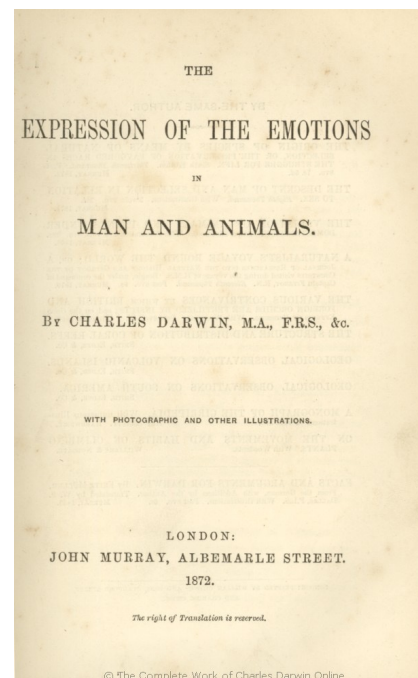 THE
EXPRESSION OF THE EMOTIONS
IN
MAN AND ANIMALS.
BY CHARLES DARWIN, M.A., F.R.S., &c.
WITH PHOTOGRAPHIC AND OTHER ILLUSTRATIONS.
LONDON:
JOHN MURRAY, ALBEMARLE STREET.
1872.
The right of Translation is reserved.
© The Complete Work of Charles Darwin Online